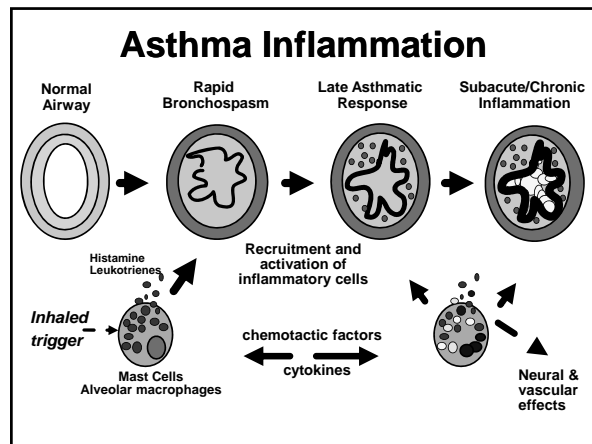 Asthma Inflammation
Normal
Airway
Rapid
Bronchospasm
Late Asthmatic
Response
Subacute/Chronic
Inflammation
Histamine
Leukotrienes
Recruitment and
activation of
inflammatory cells
Inhaled
trigger
chemotactic factors
cytokines
Mast Cells
Alveolar macrophages
Neural &
vascular
effects